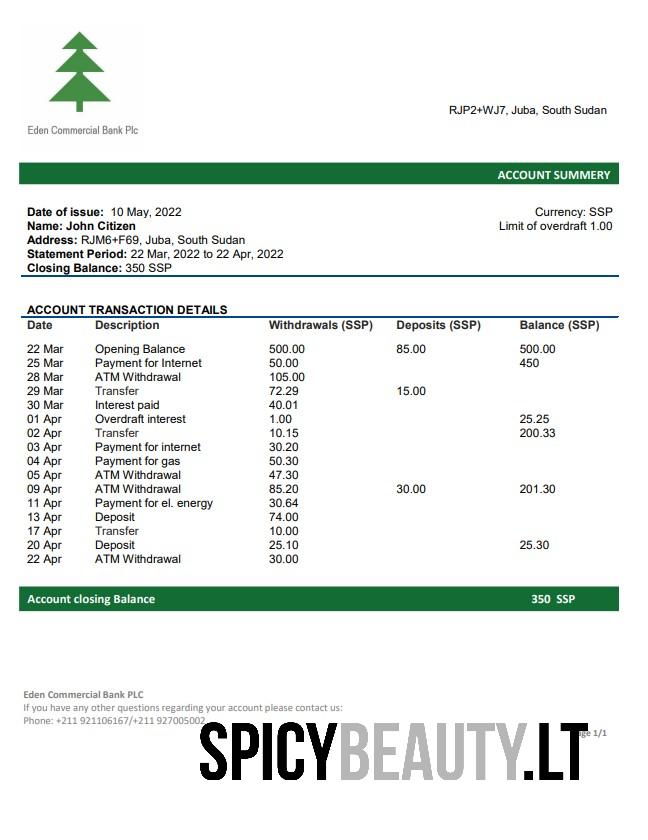 Eden Commercial Bank Plc
RJP2+WJ7, Juba, South Sudan
ACCOUNT SUMMERY
Date of issue: 10 May, 2022
Currency: SSP
Name: John Citizen
Limit of overdraft 1.00
Address: RJM6+F69, Juba, South Sudan
Statement Period: 22 Mar, 2022 to 22 Apr, 2022
Closing Balance: 350 SSP
ACCOUNT TRANSACTION DETAILS
Date Description Withdrawals (SSP) Deposits (SSP) Balance (SSP)
22 Mar Opening Balance 500.00 85.00 500.00
25 Mar Payment for Internet 50.00 450
28 Mar ATM Withdrawal 105.00
29 Mar Transfer 72.29 15.00
30 Mar Interest paid 40.01
01 Apr Overdraft interest 1.00 25.25
02 Apr Transfer 10.15 200.33
03 Apr Payment for internet 30.20
04 Apr Payment for gas 50.30
05 Apr ATM Withdrawal 47.30
09 Apr ATM Withdrawal 85.20 30.00 201.30
11 Apr Payment for el. energy 30.64
13 Apr Deposit 74.00
17 Apr Transfer 10.00
20 Apr Deposit 25.10 25.30
22 Apr ATM Withdrawal 30.00
Account closing Balance 350 SSP
Eden Commercial Bank PLC
If you have any other questions regarding your account please contact us:
Phone: +211 921106167/+211 927005002
1/1
SPICYBEAUTY.LT